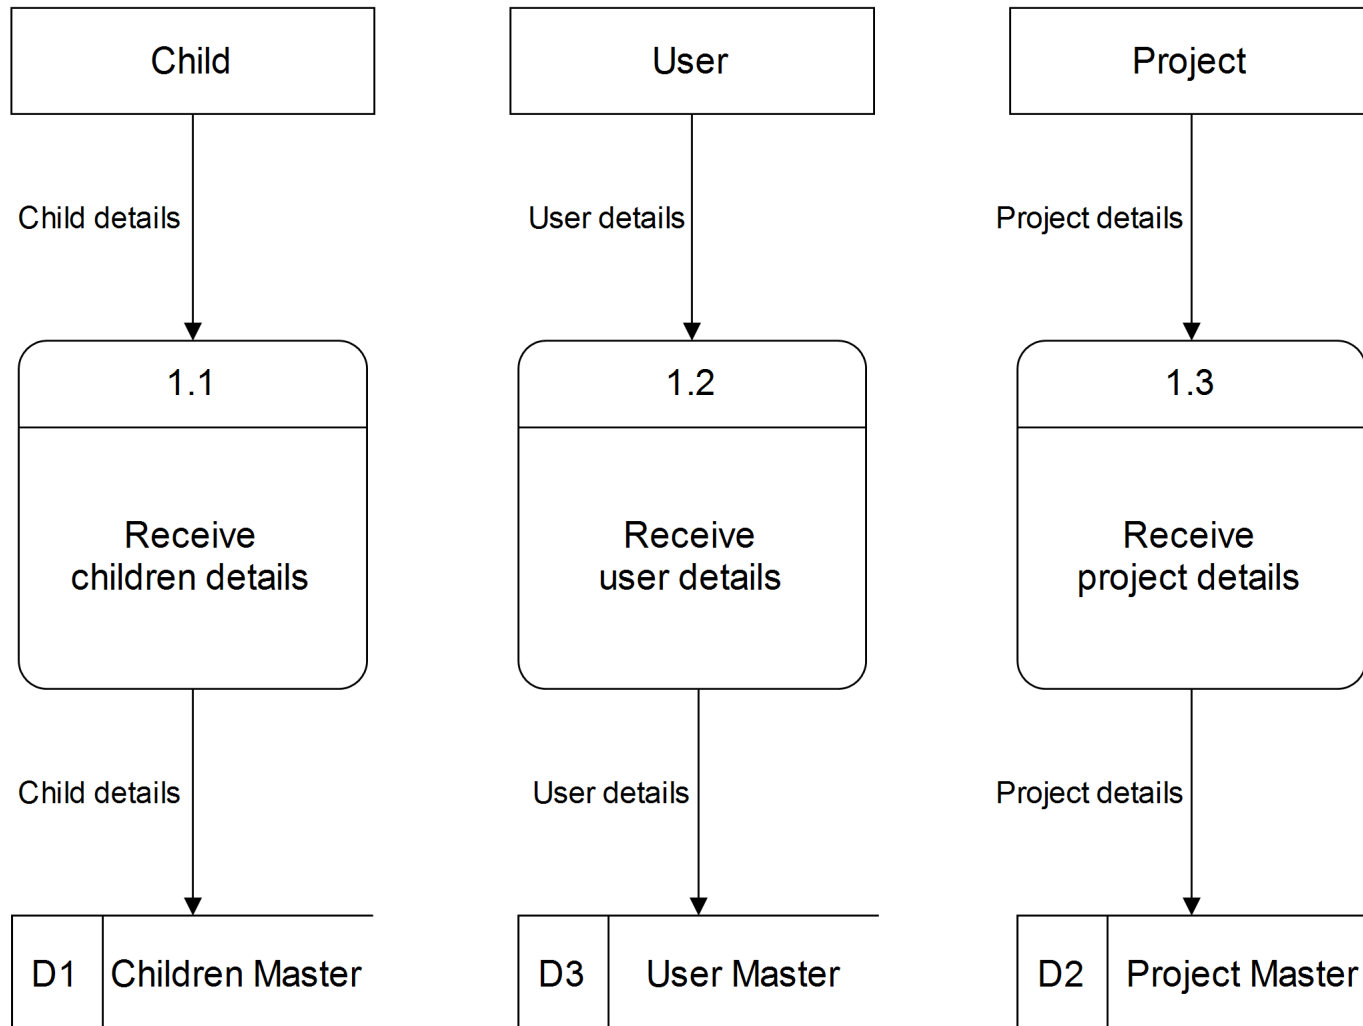 Child
User
Project
Child details
User details
Project details
1.1
1.2
1.3
Receive
children details
Receive
user details
Receive
project details
Child details
User details
Project details
D1
Children Master
D3
User Master
D2
Project Master